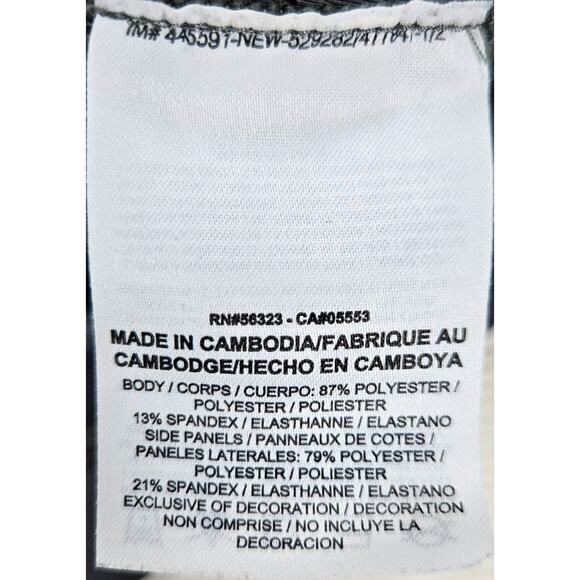 RN#56323 - CA#05553
MADE IN CAMBODIA/FABRIQUE AU
CAMBODGE/HECHO EN CAMBOYA
BODY / CORPS / CUERPO: 87% POLYESTER /
POLYESTER / POLIESTER
13% SPANDEX / ELASTHANNE / ELASTANO
SIDE PANELS / PANNEAUX DE COTES /
PANELES LATERALES: 79% POLYESTER /
POLYESTER / POLIESTER
21% SPANDEX / ELASTHANNE / ELASTANO
EXCLUSIVE OF DECORATION / DECORATION
NON COMPRISE / NO INCLUYE LA
DECORACION